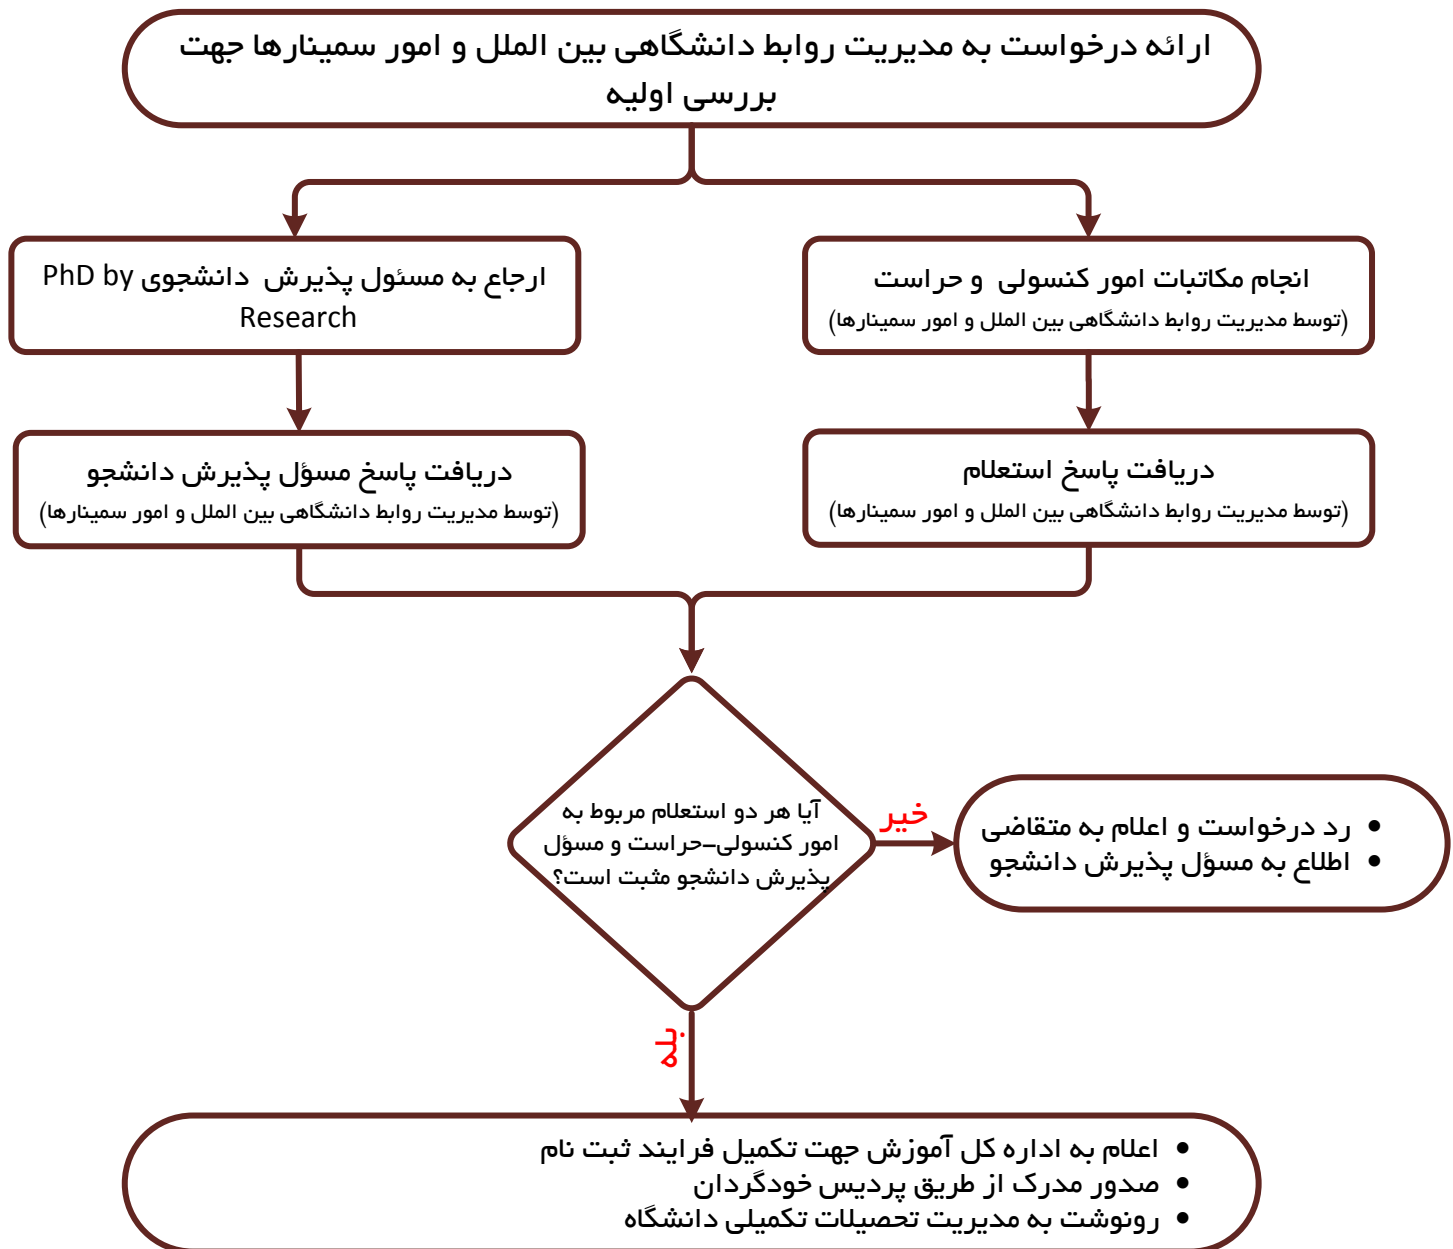 ارائه درخواست به مدیریت روابط دانشگاهی بین الملل و امور سمینارها جهت
بررسی اولیه
انجام مکاتبات امور کنسولی و حراست
(توسط مدیریت روابط دانشگاهی بین الملل و امور سمینارها)
ارجاع به مسئول پذیرش دانشجوی PhD by
Research
دریافت پاسخ استعلام
(توسط مدیریت روابط دانشگاهی بین الملل و امور سمینارها)
دریافت پاسخ مسؤل پذیرش دانشجو
(توسط مدیریت روابط دانشگاهی بین الملل و امور سمینارها)
آیا هر دو استعلام مربوط به
امور کنسولی-حراست و مسؤل
پذیرش دانشجو مثبت است؟
خیر
• رد درخواست و اعلام به متقاضی
• اطلاع به مسؤل پذیرش دانشجو
بله
• اعلام به اداره کل آموزش جهت تکمیل فرایند ثبت نام
• صدور مدرک از طریق پردیس خودگردان
• رونوشت به مدیریت تحصیلات تکمیلی دانشگاه